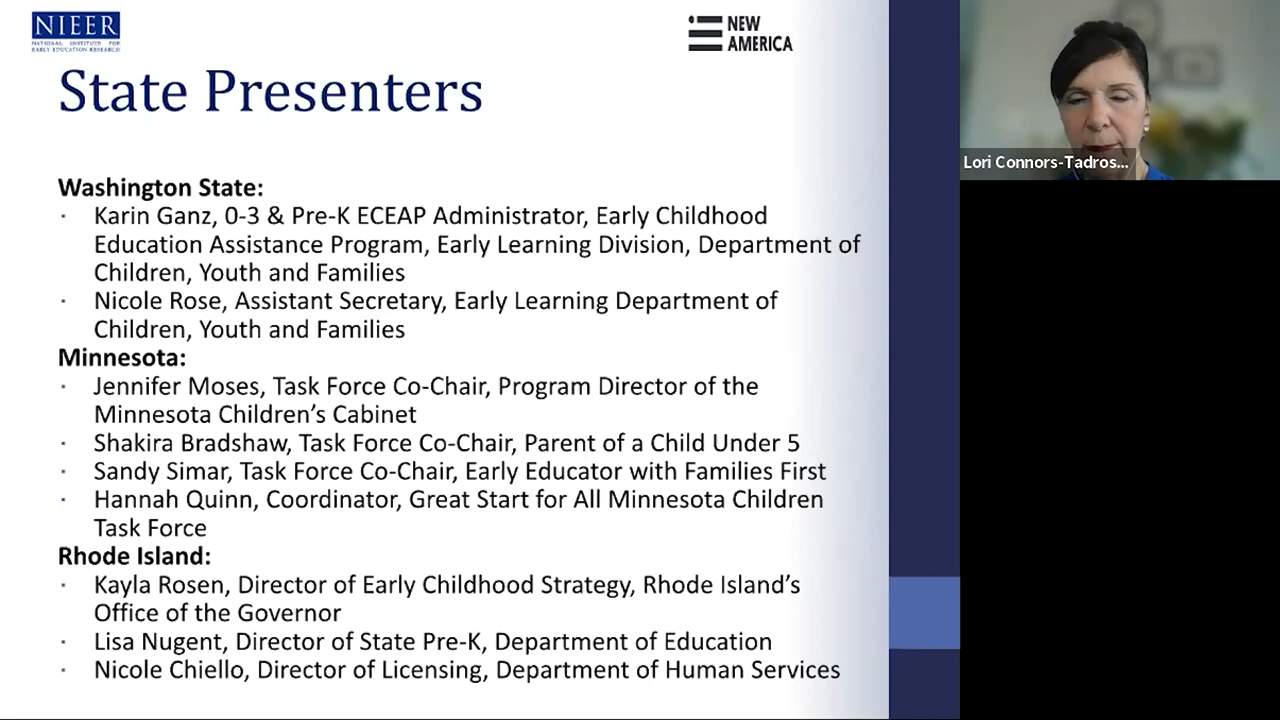 NIEER
NATIONAL INSTITUTE FOR
EARLY EDUCATION RESEARCH
NEW
AMERICA
State Presenters
Lori Connors-Tadros...
Washington State:
· Karin Ganz, 0-3 & Pre-K ECEAP Administrator, Early Childhood
Education Assistance Program, Early Learning Division, Department of
Children, Youth and Families
· Nicole Rose, Assistant Secretary, Early Learning Department of
Children, Youth and Families
Minnesota:
· Jennifer Moses, Task Force Co-Chair, Program Director of the
Minnesota Children’s Cabinet
· Shakira Bradshaw, Task Force Co-Chair, Parent of a Child Under 5
· Sandy Simar, Task Force Co-Chair, Early Educator with Families First
· Hannah Quinn, Coordinator, Great Start for All Minnesota Children
Task Force
Rhode Island:
· Kayla Rosen, Director of Early Childhood Strategy, Rhode Island’s
Office of the Governor
· Lisa Nugent, Director of State Pre-K, Department of Education
· Nicole Chiello, Director of Licensing, Department of Human Services